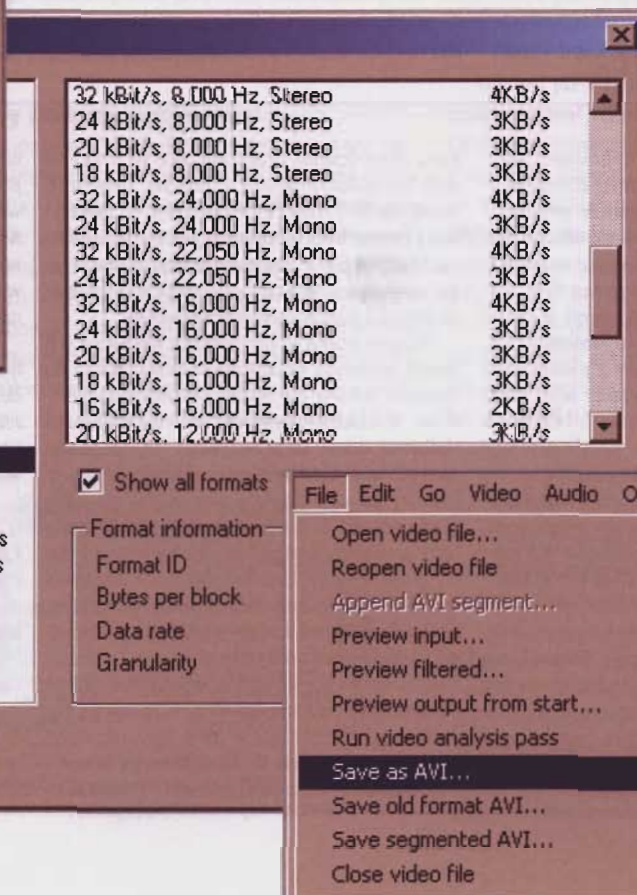 32 kBit/s, 8,000 Hz, Stereo 4KB/s
24 kBit/s, 8,000 Hz, Stereo 3KB/s
20 kBit/s, 8,000 Hz, Stereo 3KB/s
18 kBit/s, 8,000 Hz, Stereo 3KB/s
32 kBit/s, 24,000 Hz, Mono 4KB/s
24 kBit/s, 24,000 Hz, Mono 3KB/s
32 kBit/s, 22,050 Hz, Mono 4KB/s
24 kBit/s, 22,050 Hz, Mono 3KB/s
32 kBit/s, 16,000 Hz, Mono 4KB/s
24 kBit/s, 16,000 Hz, Mono 3KB/s
20 kBit/s, 16,000 Hz, Mono 3KB/s
18 kBit/s, 16,000 Hz, Mono 3KB/s
16 kBit/s, 16,000 Hz, Mono 2KB/s
20 kBit/s, 12,000 Hz, Mono 3KB/s
Show all formats
Format information
Format ID
Bytes per block
Data rate
Granularity
File Edit Go Video Audio O
Open video file...
Reopen video file
Append AVI segment...
Preview input...
Preview filtered...
Preview output from start...
Run video analysis pass
Save as AVI...
Save old format AVI...
Save segmented AVI...
Close video file